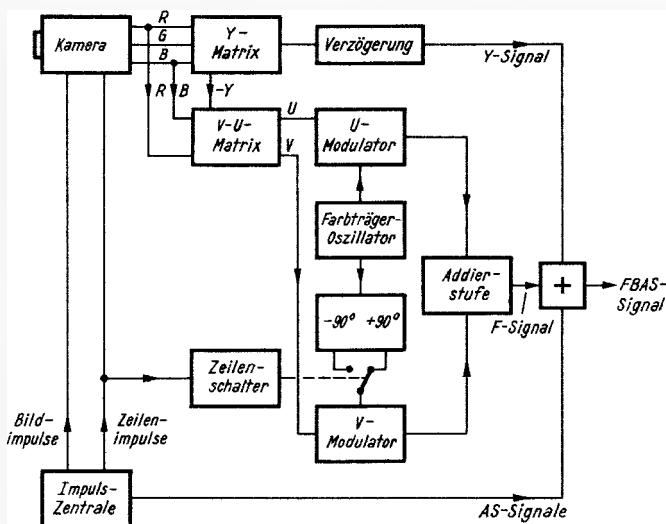 Kamera
R
G
B
Y-
Matrix
Verzögerung
Y-Signal
R
B
-Y
V-U-
Matrix
U
V
U-
Modulator
Farbträger-
Oszillator
Addier-
stufe
+
FBAS-
Signal
F-Signal
-90° +90°
Zeilen-
schalter
V-
Modulator
Bild-
impulse
Zeilen-
impulse
Impuls-
Zentrale
AS-Signale